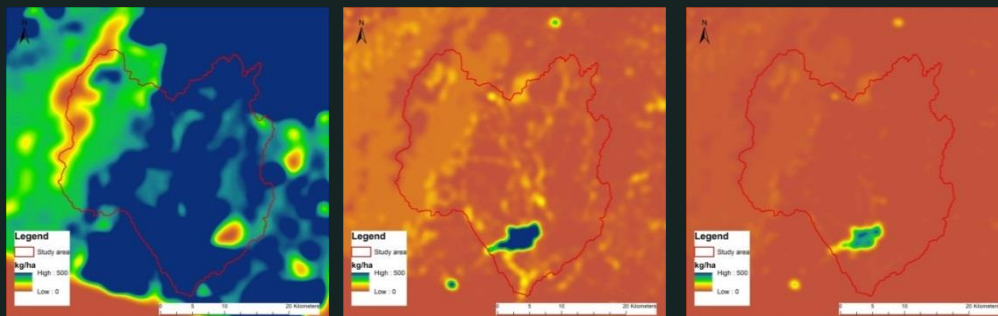 N
Legend
Study area
kg/ha
High : 500
Low : 0
0 5 10 20 Kilometers
N
Legend
Study area
kg/ha
High : 500
Low : 0
0 5 10 20 Kilometers
N
Legend
Study area
kg/ha
High : 500
Low : 0
0 5 10 20 Kilometers